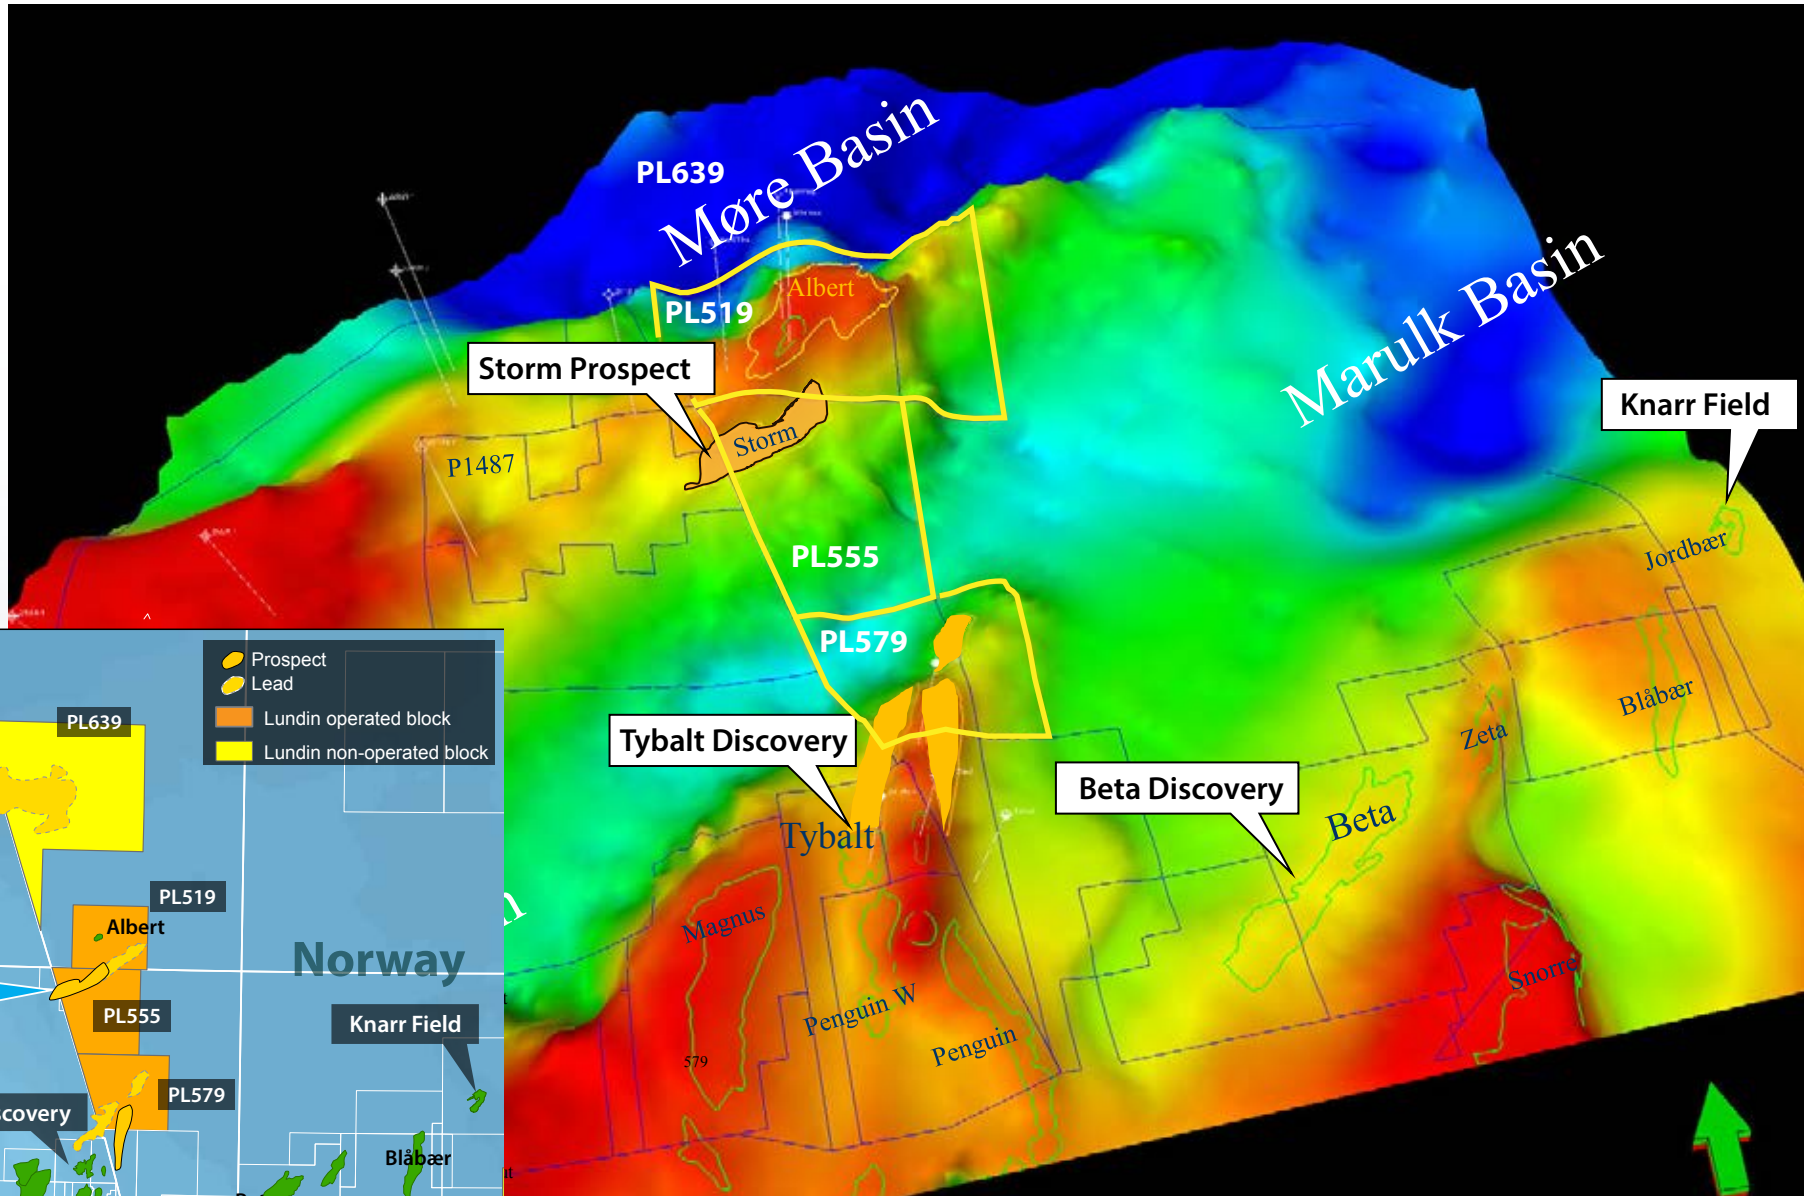 Møre Basin
PL639
Marulk Basin
Albert
PL519
Storm Prospect
Knarr Field
Storm
P1487
Jordbær
PL555
PL579
Blåbær
Zeta
Tybalt Discovery
Beta Discovery
Beta
Tybalt
Magnus
n
Snorre
Penguin W
Penguin
579
^
Prospect
Lead
Lundin operated block
Lundin non-operated block
PL639
PL519
Albert
Norway
PL555
Knarr Field
PL579
scovery
Blåbær